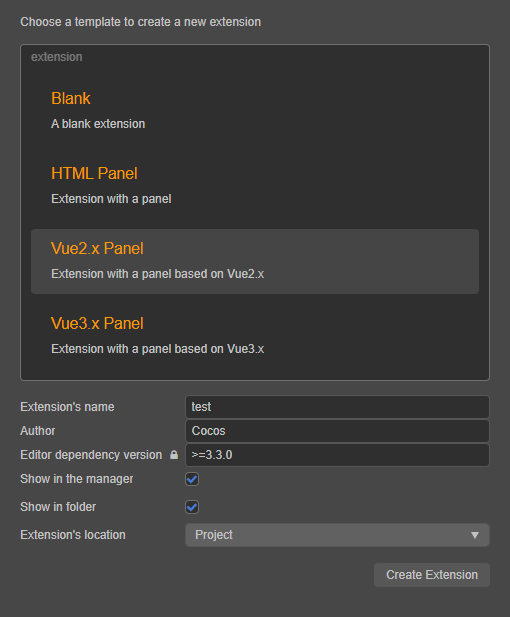 Choose a template to create a new extension
extension
Blank
A blank extension
HTML Panel
Extension with a panel
Vue2.x Panel
Extension with a panel based on Vue2.x
Vue3.x Panel
Extension with a panel based on Vue3.x
Extension's name test
Author Cocos
Editor dependency version >=3.3.0
Show in the manager
Show in folder
Extension's location Project
Create Extension